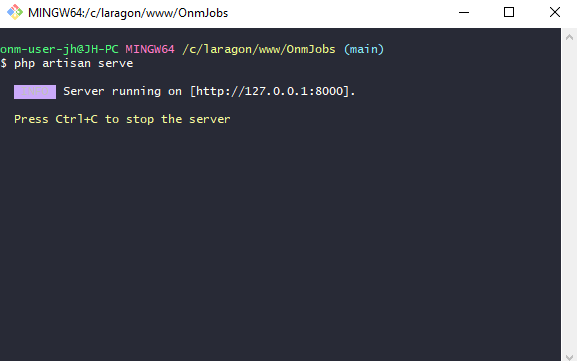 MINGW64:/c/laragon/www/OnmJobs
onm-user-jh@JH-PC MINGW64 /c/laragon/www/OnmJobs (main)
$ php artisan serve
Server running on [http://127.0.0.1:8000].
Press Ctrl+C to stop the server